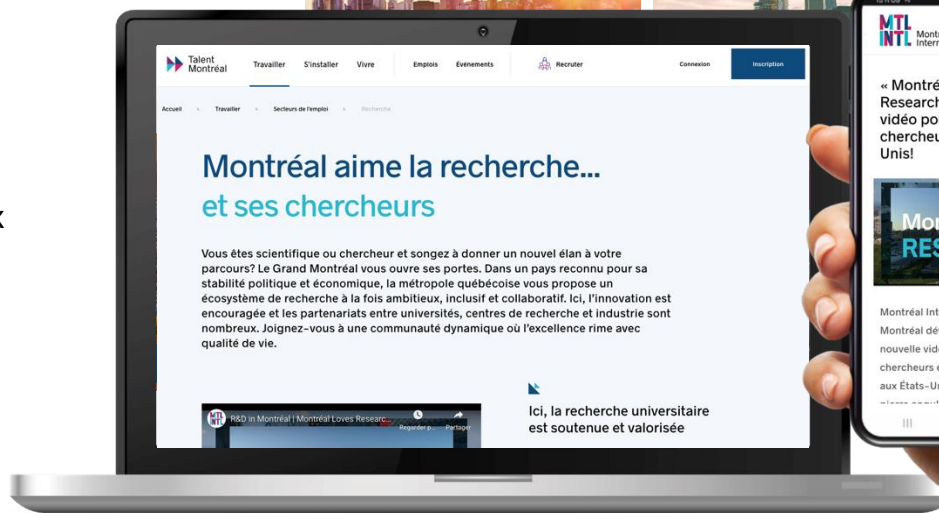 Talent
Montréal
Travailler S'installer Vivre Emplois Evénements Recruter Connexion Inscription
Accueil Travailler Secteurs de l'emploi Recherche
Montréal aime la recherche...
et ses chercheurs
Vous êtes scientifique ou chercheur et songez à donner un nouvel élan à votre
parcours? Le Grand Montréal vous ouvre ses portes. Dans un pays reconnu pour sa
stabilité politique et économique, la métropole québécoise vous propose un
écosystème de recherche à la fois ambitieux, inclusif et collaboratif. Ici, l'innovation est
encouragée et les partenariats entre universités, centres de recherche et industrie sont
nombreux. Joignez-vous à une communauté dynamique où l'excellence rime avec
qualité de vie.
MTL
INTL
R&D in Montréal | Montréal Loves Researc...
Regarder p... Partager
Ici, la recherche universitaire
est soutenue et valorisée
x
MTL
INTL
« Montré
Research
vidéo po
chercheu
Unis!
Mon
RES
Montréal Int
Montréal dé
nouvelle vid
chercheurs e
aux États-U